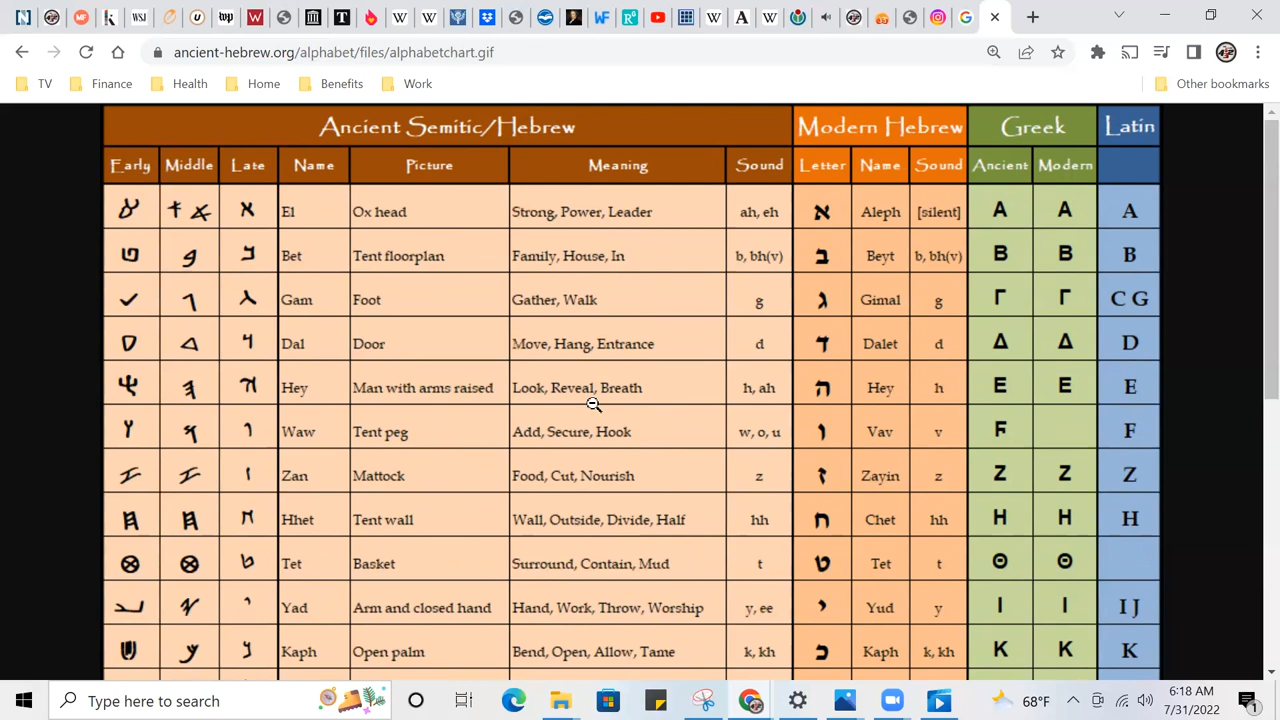 ancient-hebrew.org/alphabet/files/alphabetchart.gif
TV Finance Health Home Benefits Work Other bookmarks
Ancient Semitic/Hebrew Modern Hebrew Greek Latin
Early Middle Late Name Picture Meaning Sound Letter Name Sound Ancient Modern
El Ox head Strong, Power, Leader ah, eh א Aleph [silent] Α Α A
Bet Tent floorplan Family, House, In b, bh(v) ב Beyt b, bh(v) Β Β B
Gam Foot Gather, Walk g ג Gimal g Γ Γ C G
Dal Door Move, Hang, Entrance d ד Dalet d Δ Δ D
Hey Man with arms raised Look, Reveal, Breath h, ah ה Hey h Ε Ε E
Waw Tent peg Add, Secure, Hook w, o, u ו Vav v F F
Zan Mattock Food, Cut, Nourish z ז Zayin z Ζ Ζ Z
Hhet Tent wall Wall, Outside, Divide, Half hh ח Chet hh Η Η H
Tet Basket Surround, Contain, Mud t ט Tet t Θ Θ
Yad Arm and closed hand Hand, Work, Throw, Worship y, ee י Yud y Ι Ι I J
Kaph Open palm Bend, Open, Allow, Tame k, kh כ Kaph k, kh Κ Κ K
Type here to search
68°F
6:18 AM
7/31/2022